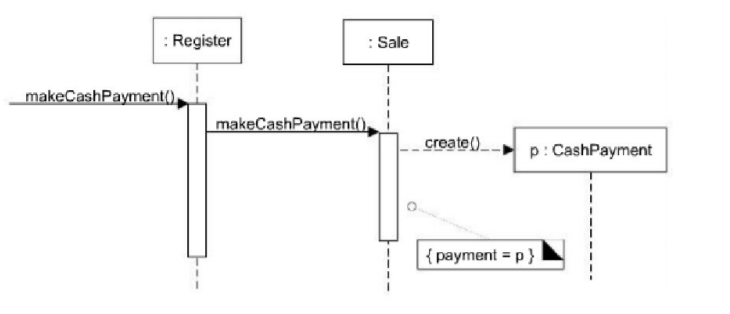 : Register
: Sale
makeCashPayment()
makeCashPayment()
create()
p : CashPayment
{ payment = p }